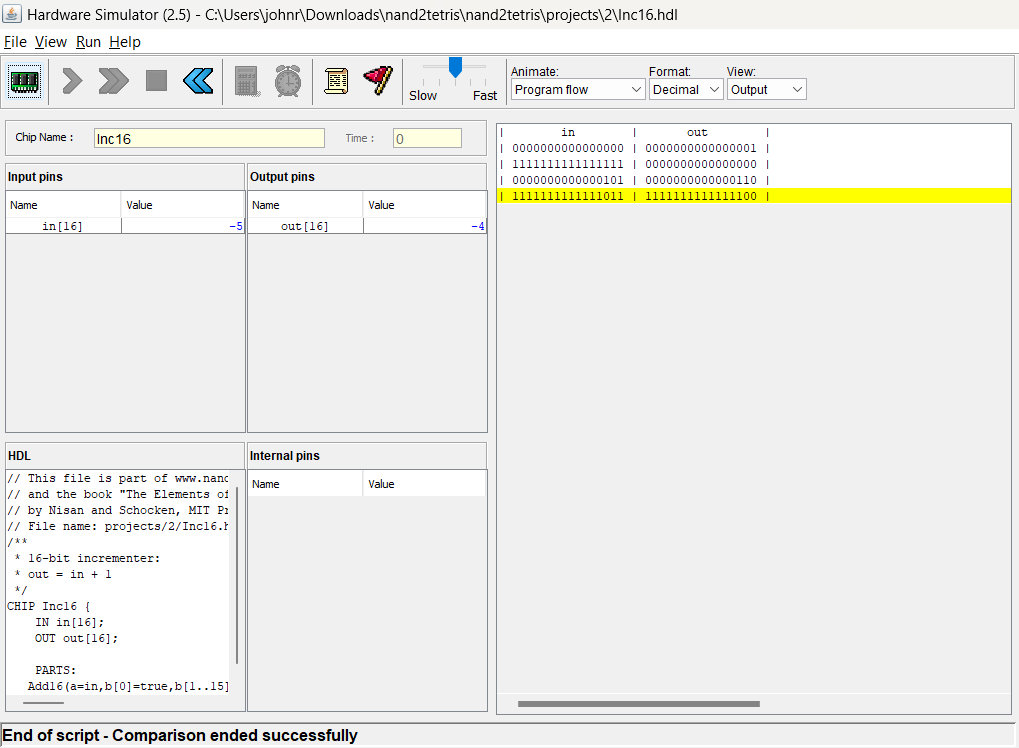 Hardware Simulator (2.5) - C:\Users\johnr\Downloads\nand2tetris\nand2tetris\projects\2\Inc16.hdl
File View Run Help
Slow Fast
Animate: Format: View:
Program flow Decimal Output
Chip Name : Inc16 Time : 0
Input pins
Name Value
in[16] -5
Output pins
Name Value
out[16] -4
HDL
// This file is part of www.nand
// and the book "The Elements of
// by Nisan and Schocken, MIT Pr
// File name: projects/2/Inc16.h
/**
* 16-bit incrementer:
* out = in + 1
*/
CHIP Inc16 {
IN in[16];
OUT out[16];
PARTS:
Add16(a=in,b[0]=true,b[1..15]
Internal pins
Name Value
| in | out |
| 0000000000000000 | 0000000000000001 |
| 1111111111111111 | 0000000000000000 |
| 0000000000000101 | 0000000000000110 |
| 1111111111111011 | 1111111111111100 |
End of script - Comparison ended successfully